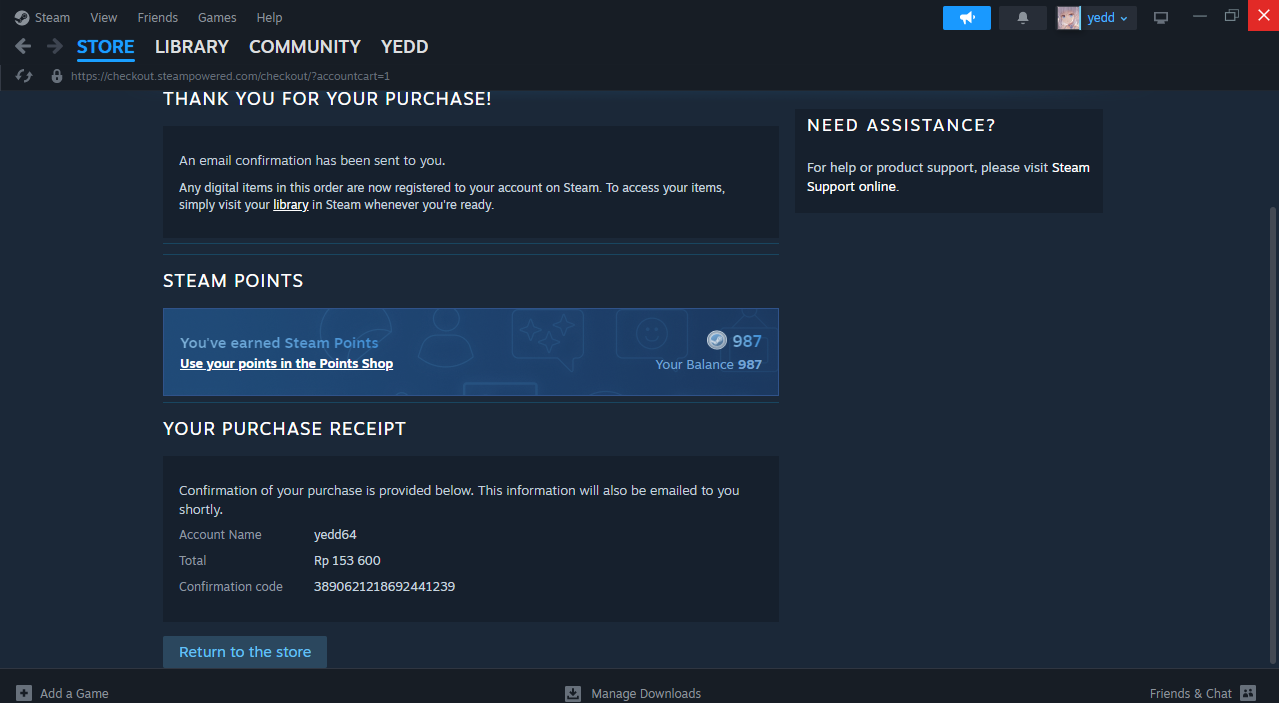 Steam View Friends Games Help
yedd
STORE LIBRARY COMMUNITY YEDD
https://checkout.steampowered.com/checkout/?accountcart=1
THANK YOU FOR YOUR PURCHASE!
An email confirmation has been sent to you.
Any digital items in this order are now registered to your account on Steam. To access your items,
simply visit your library in Steam whenever you're ready.
NEED ASSISTANCE?
For help or product support, please visit Steam
Support online.
STEAM POINTS
You've earned Steam Points
987
Use your points in the Points Shop
Your Balance 987
YOUR PURCHASE RECEIPT
Confirmation of your purchase is provided below. This information will also be emailed to you
shortly.
Account Name yedd64
Total Rp 153 600
Confirmation code 3890621218692441239
Return to the store
Add a Game
Manage Downloads
Friends & Chat